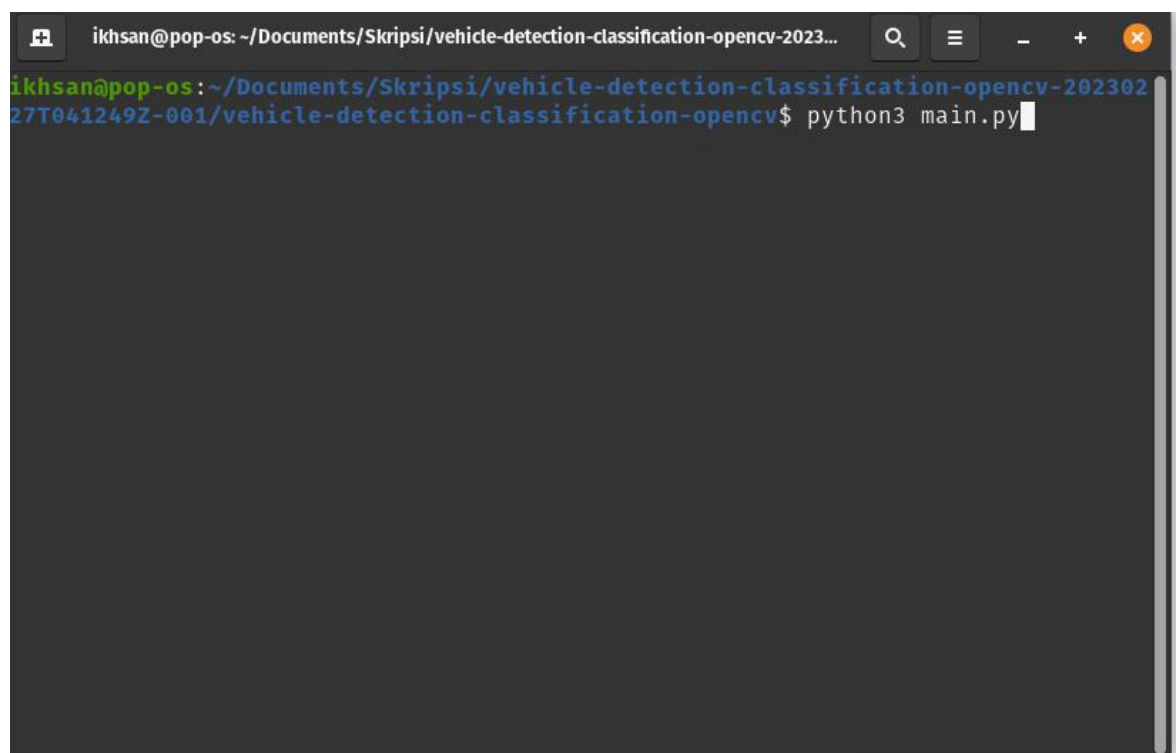 ikhsan@pop-os: ~/Documents/Skripsi/vehicle-detection-classification-opencv-2023...
ikhsan@pop-os:~/Documents/Skripsi/vehicle-detection-classification-opencv-202302
27T041249Z-001/vehicle-detection-classification-opencv$ python3 main.py